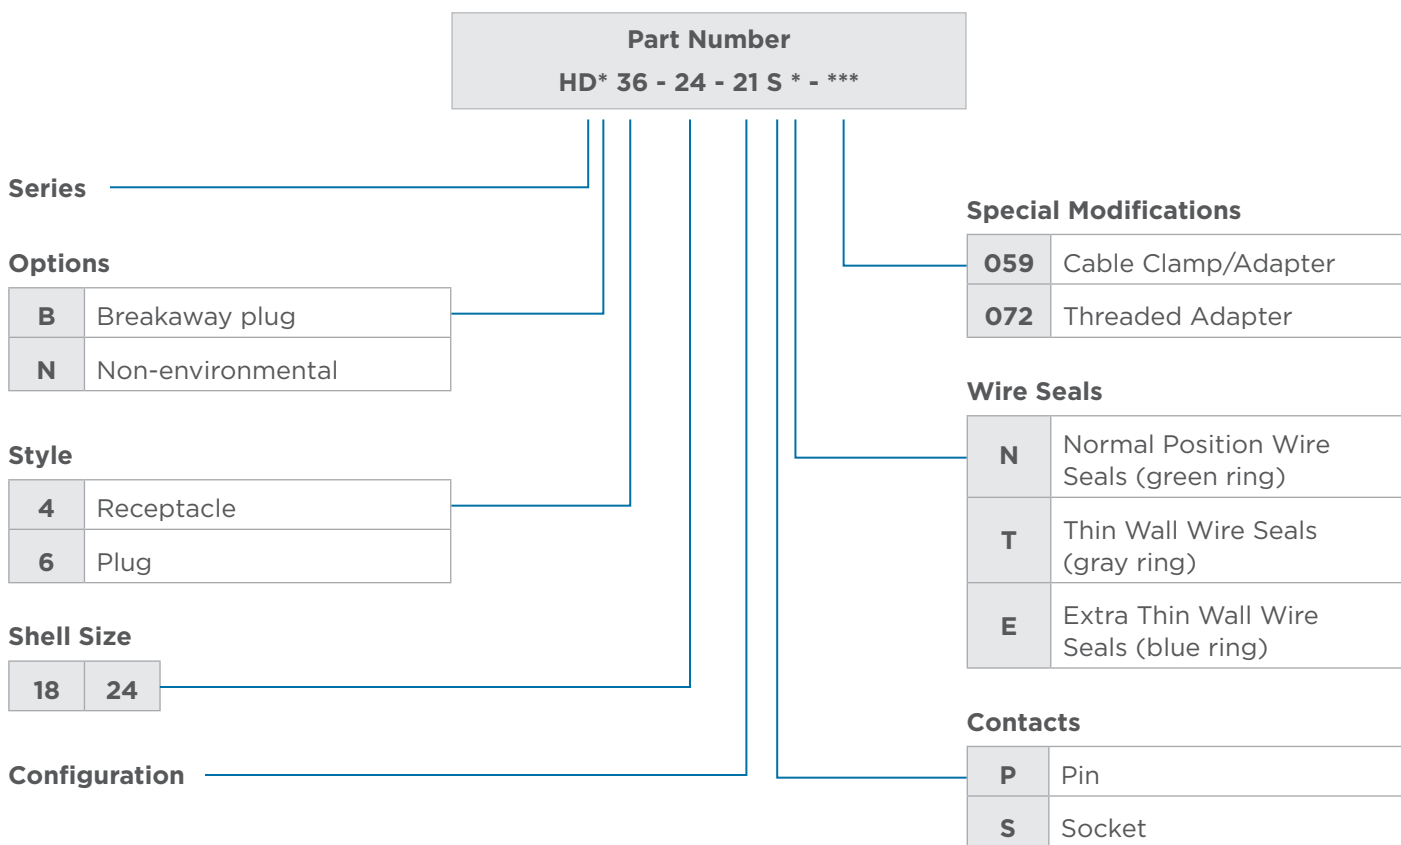 Part Number
HD* 36 - 24 - 21 S * - ***
Series
Options
B Breakaway plug
N Non-environmental
Style
4 Receptacle
6 Plug
Shell Size
18 24
Configuration
Special Modifications
059 Cable Clamp/Adapter
072 Threaded Adapter
Wire Seals
N Normal Position Wire
Seals (green ring)
T Thin Wall Wire Seals
(gray ring)
E Extra Thin Wall Wire
Seals (blue ring)
Contacts
P Pin
S Socket